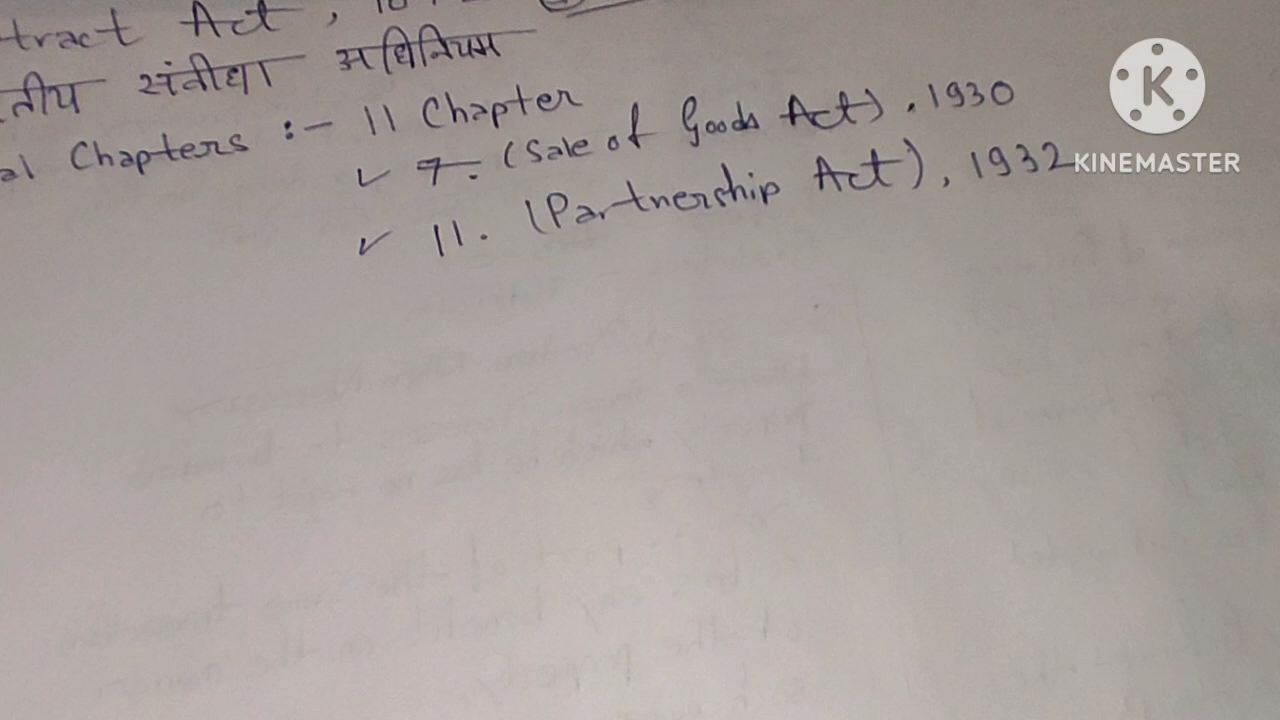 tract Act,
तीय संवीधा अधिनियम
al Chapters :- 11 Chapter
✓ 7. (Sale of Goods Act), 1930
✓ 11. (Partnership Act), 1932
KINEMASTER